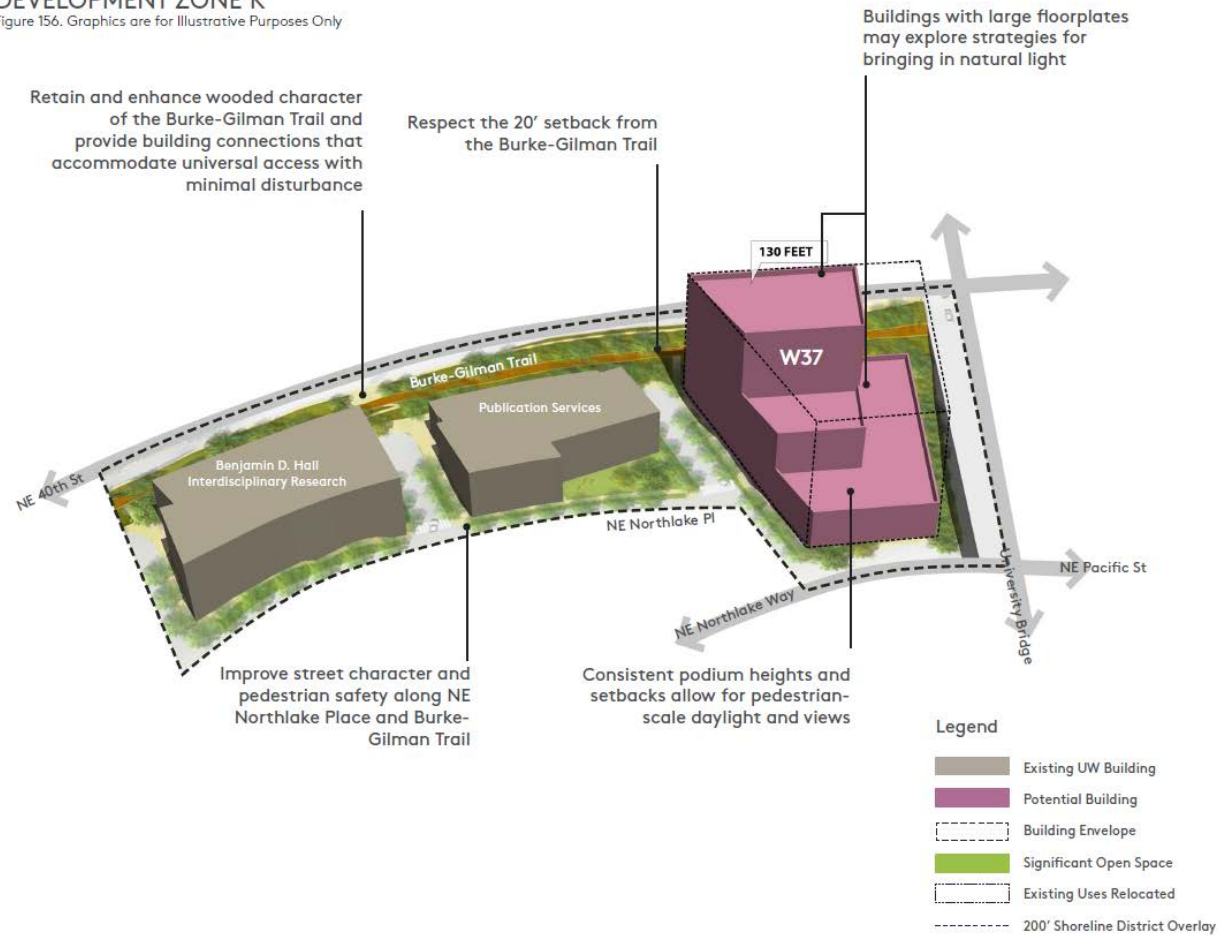 DEVELOPMENT ZONE K
Figure 156. Graphics are for Illustrative Purposes Only
Buildings with large floorplates
may explore strategies for
bringing in natural light
Retain and enhance wooded character
of the Burke-Gilman Trail and
provide building connections that
accommodate universal access with
minimal disturbance
Respect the 20' setback from
the Burke-Gilman Trail
130 FEET
W37
Burke-Gilman Trail
Publication Services
Benjamin D. Hall
Interdisciplinary Research
NE 40th St
NE Northlake Pl
NE Pacific St
University Bridge
NE Northlake Way
Improve street character and
pedestrian safety along NE
Northlake Place and Burke-
Gilman Trail
Consistent podium heights and
setbacks allow for pedestrian-
scale daylight and views
Legend
Existing UW Building
Potential Building
Building Envelope
Significant Open Space
Existing Uses Relocated
200' Shoreline District Overlay